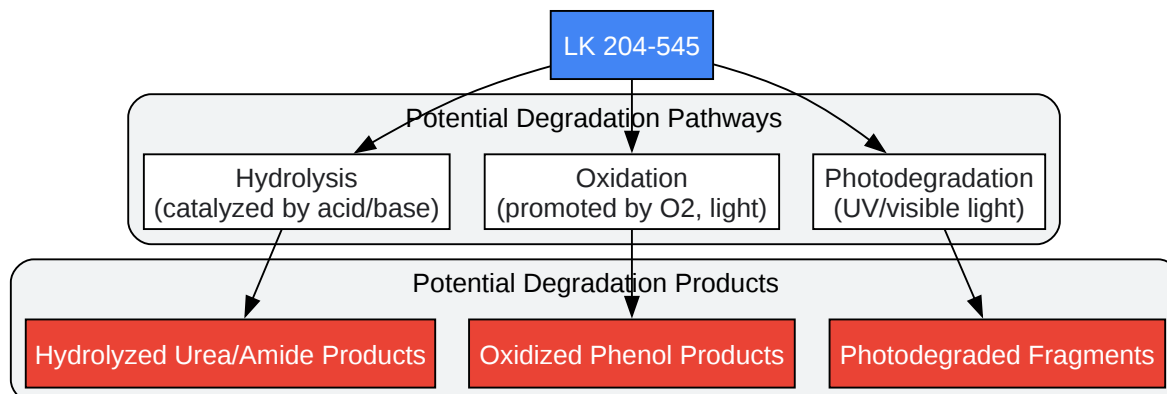 LK 204-545
Potential Degradation Pathways
Hydrolysis
(catalyzed by acid/base)
Oxidation
(promoted by O2, light)
Photodegradation
(UV/visible light)
Potential Degradation Products
Hydrolyzed Urea/Amide Products
Oxidized Phenol Products
Photodegraded Fragments